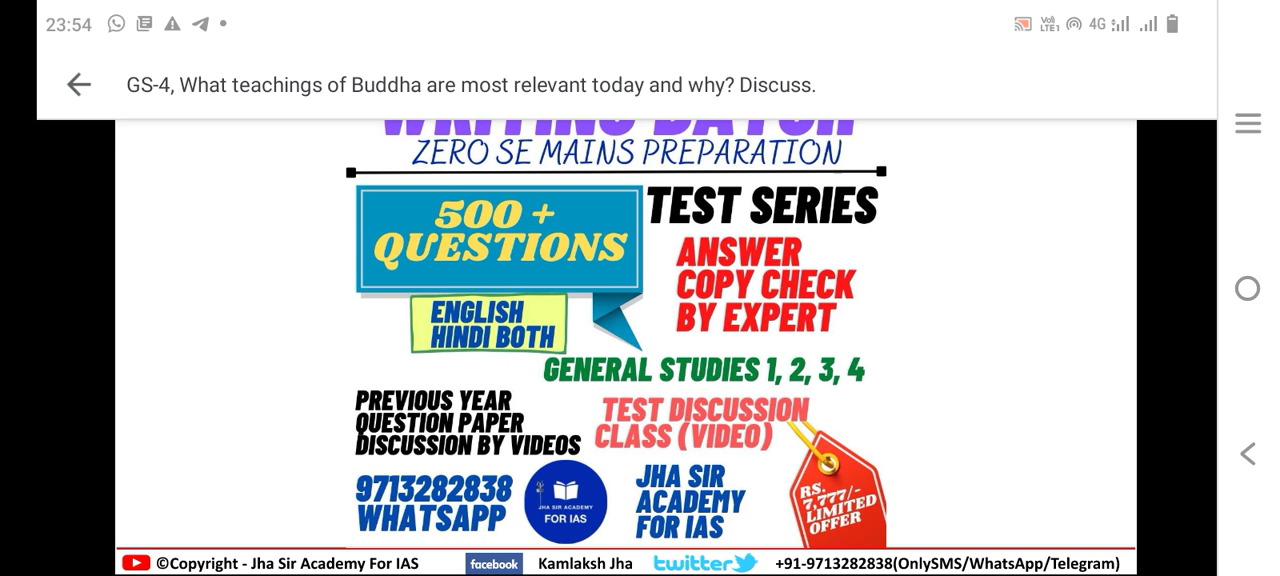 23:54
Vol LTE1 4G
GS-4, What teachings of Buddha are most relevant today and why? Discuss.
WRITING BATCH
ZERO SE MAINS PREPARATION
500 +
QUESTIONS
TEST SERIES
ANSWER
COPY CHECK
BY EXPERT
ENGLISH
HINDI BOTH
GENERAL STUDIES 1, 2, 3, 4
PREVIOUS YEAR
QUESTION PAPER
DISCUSSION BY VIDEOS
TEST DISCUSSION
CLASS (VIDEO)
9713282838
WHATSAPP
JHA SIR ACADEMY
FOR IAS
JHA SIR
ACADEMY
FOR IAS
RS.
7,777/-
LIMITED
OFFER
©Copyright - Jha Sir Academy For IAS facebook Kamlaksh Jha twitter +91-9713282838(OnlySMS/WhatsApp/Telegram)